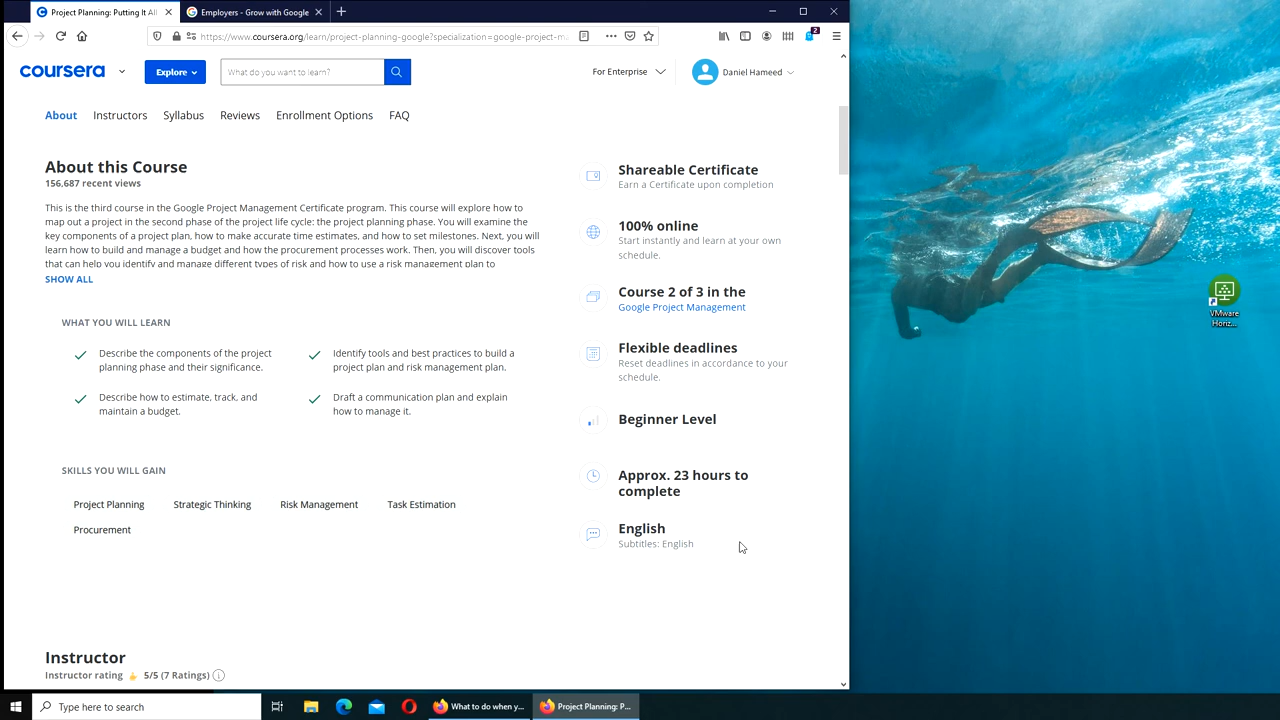 Project Planning: Putting It All
Employers - Grow with Google
https://www.coursera.org/learn/project-planning-google?specialization=google-project-m
2
coursera
Explore
What do you want to learn?
For Enterprise
Daniel Hameed
About
Instructors
Syllabus
Reviews
Enrollment Options
FAQ
About this Course
156,687 recent views
This is the third course in the Google Project Management Certificate program. This course will explore how to
map out a project in the second phase of the project life cycle: the project planning phase. You will examine the
key components of a project plan, how to make accurate time estimates, and how to set milestones. Next, you will
learn how to build and manage a budget and how the procurement processes work. Then, you will discover tools
that can help you identify and manage different types of risk and how to use a risk management plan to
SHOW ALL
WHAT YOU WILL LEARN
Describe the components of the project
planning phase and their significance.
Identify tools and best practices to build a
project plan and risk management plan.
Describe how to estimate, track, and
maintain a budget.
Draft a communication plan and explain
how to manage it.
SKILLS YOU WILL GAIN
Project Planning
Strategic Thinking
Risk Management
Task Estimation
Procurement
Shareable Certificate
Earn a Certificate upon completion
100% online
Start instantly and learn at your own
schedule.
Course 2 of 3 in the
Google Project Management
Flexible deadlines
Reset deadlines in accordance to your
schedule.
Beginner Level
Approx. 23 hours to
complete
English
Subtitles: English
Instructor
Instructor rating 5/5 (7 Ratings)
VMware
Horiz...
Type here to search
What to do when y...
Project Planning: P...